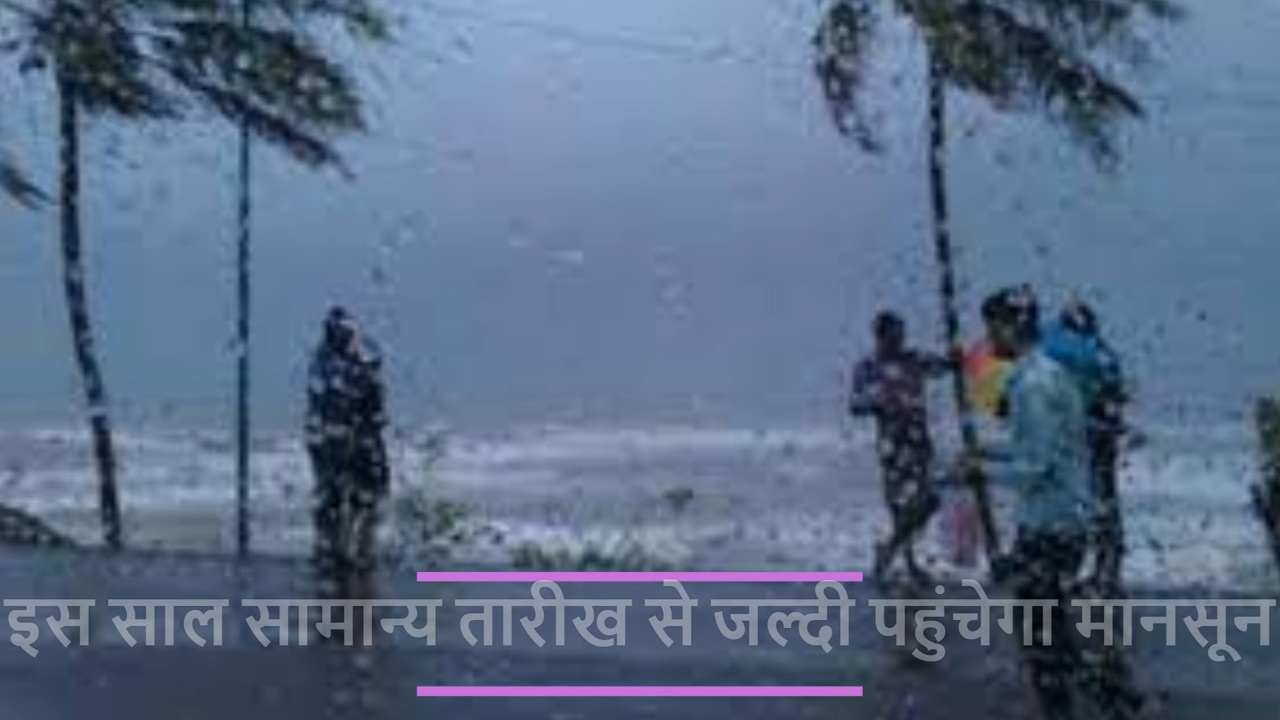 इस साल सामान्य तारीख से जल्दी पहुंचेगा मानसून